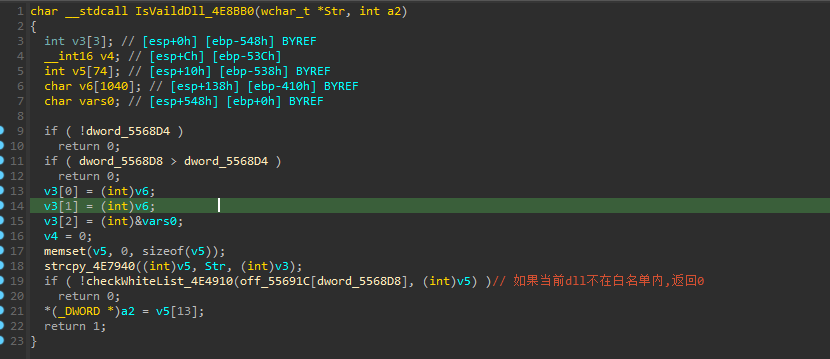 1 char __stdcall IsVaildDll_4E8BB0(wchar_t *Str, int a2)
2 {
3 int v3[3]; // [esp+0h] [ebp-548h] BYREF
4 __int16 v4; // [esp+Ch] [ebp-53Ch]
5 int v5[74]; // [esp+10h] [ebp-538h] BYREF
6 char v6[1040]; // [esp+138h] [ebp-410h] BYREF
7 char vars0; // [esp+548h] [ebp+0h] BYREF
8
9 if ( !dword_5568D4 )
10 return 0;
11 if ( dword_5568D8 > dword_5568D4 )
12 return 0;
13 v3[0] = (int)v6;
14 v3[1] = (int)v6;
15 v3[2] = (int)&vars0;
16 v4 = 0;
17 memset(v5, 0, sizeof(v5));
18 strcpy_4E7940((int)v5, Str, (int)v3);
19 if ( !checkWhiteList_4E4910(off_55691C[dword_5568D8], (int)v5) )// 如果当前dll不在白名单内,返回0
20 return 0;
21 *(_DWORD *)a2 = v5[13];
22 return 1;
23 }